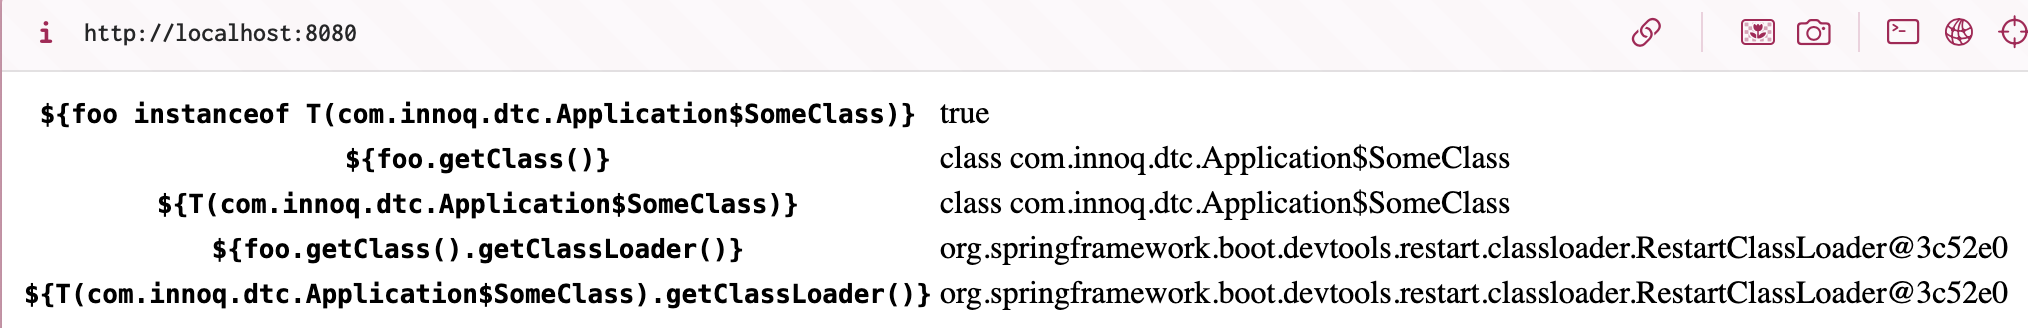 i http://localhost:8080
${foo instanceof T(com.innoq.dtc.Application$SomeClass)} true
${foo.getClass()} class com.innoq.dtc.Application$SomeClass
${T(com.innoq.dtc.Application$SomeClass)} class com.innoq.dtc.Application$SomeClass
${foo.getClass().getClassLoader()} org.springframework.boot.devtools.restart.classloader.RestartClassLoader@3c52e0
${T(com.innoq.dtc.Application$SomeClass).getClassLoader()} org.springframework.boot.devtools.restart.classloader.RestartClassLoader@3c52e0